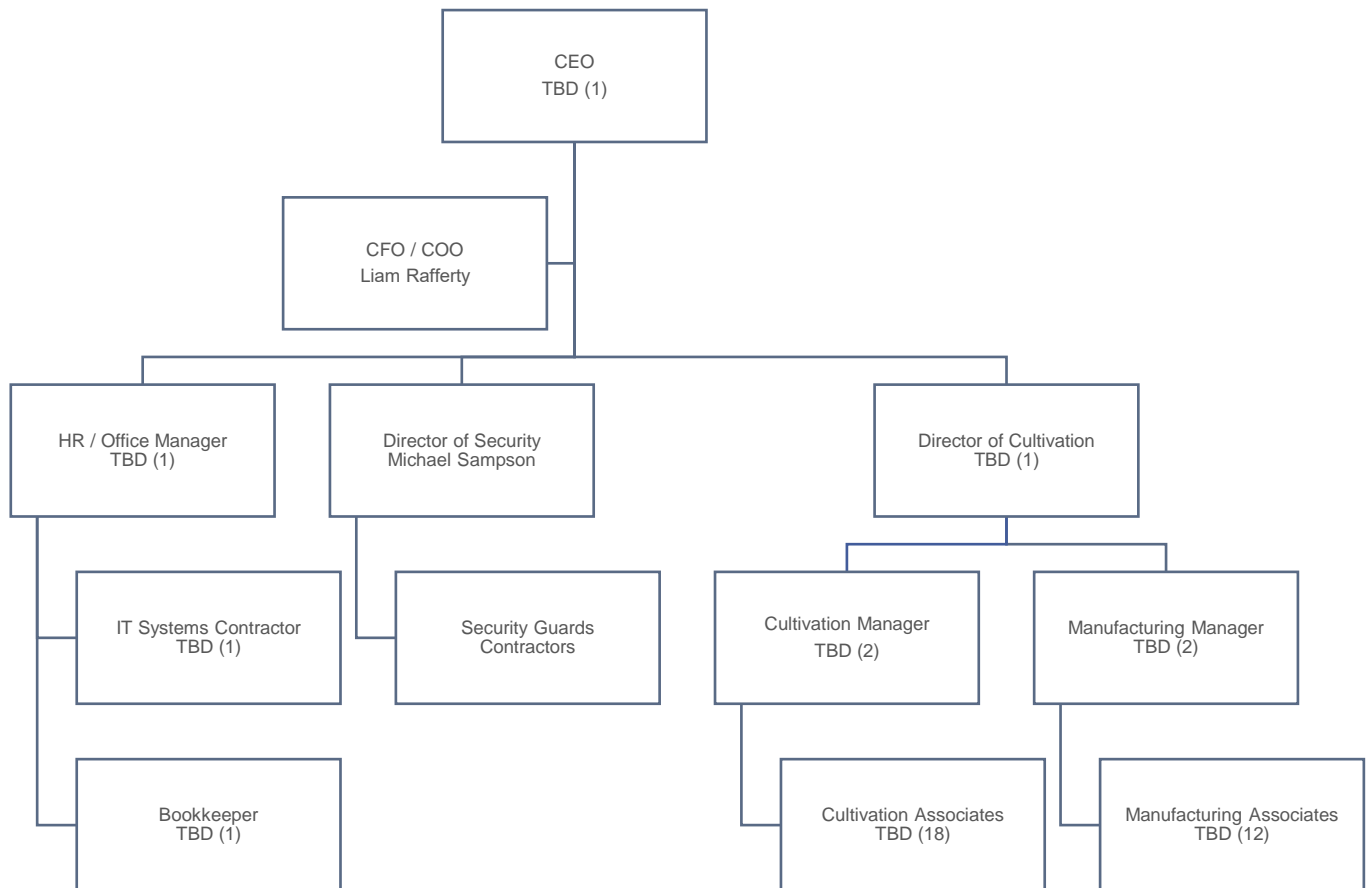 CEO
TBD (1)
CFO / COO
Liam Rafferty
HR / Office Manager
TBD (1)
Director of Security
Michael Sampson
Director of Cultivation
TBD (1)
IT Systems Contractor
TBD (1)
Security Guards
Contractors
Cultivation Manager
TBD (2)
Manufacturing Manager
TBD (2)
Bookkeeper
TBD (1)
Cultivation Associates
TBD (18)
Manufacturing Associates
TBD (12)